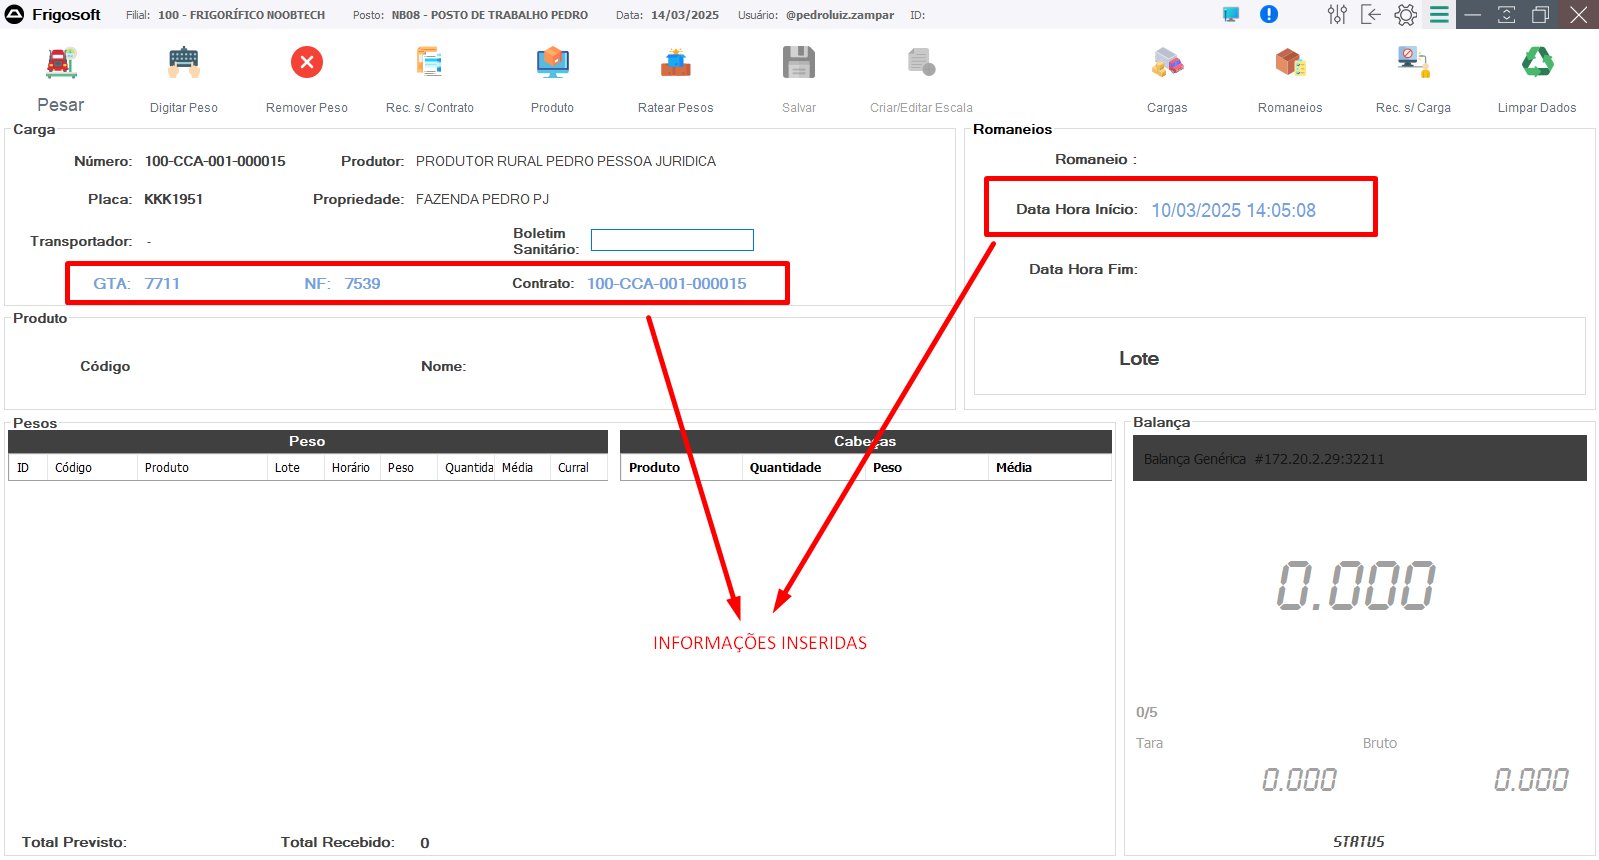 Frigosoft Filial: 100 - FRIGORÍFICO NOOBTECH Posto: NB08 - POSTO DE TRABALHO PEDRO Data: 14/03/2025 Usuário: @pedroluiz.zampar ID:
Pesar Digitar Peso Remover Peso Rec. s/ Contrato Produto Ratear Pesos Salvar Criar/Editar Escala Cargas Romaneios Rec. s/ Carga Limpar Dados
Carga
Número: 100-CCA-001-000015 Produtor: PRODUTOR RURAL PEDRO PESSOA JURIDICA
Placa: KKK1951 Propriedade: FAZENDA PEDRO PJ
Transportador: - Boletim Sanitário:
GTA: 7711 NF: 7539 Contrato: 100-CCA-001-000015
Romaneios
Romaneio :
Data Hora Início: 10/03/2025 14:05:08
Data Hora Fim:
Lote
Produto
Código Nome:
Pesos
Peso
ID Código Produto Lote Horário Peso Quantida Média Curral
Cabeças
Produto Quantidade Peso Média
INFORMAÇÕES INSERIDAS
Total Previsto: Total Recebido: 0
Balança
Balança Genérica #172.20.2.29:32211
0.000
0/5
Tara Bruto
0.000 0.000
STATUS